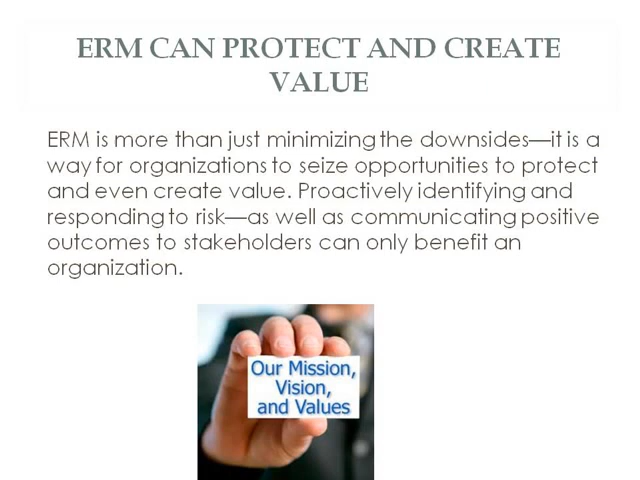 ERM CAN PROTECT AND CREATE
VALUE
ERM is more than just minimizing the downsides—it is a
way for organizations to seize opportunities to protect
and even create value. Proactively identifying and
responding to risk—as well as communicating positive
outcomes to stakeholders can only benefit an
organization.
Our Mission,
Vision,
and Values